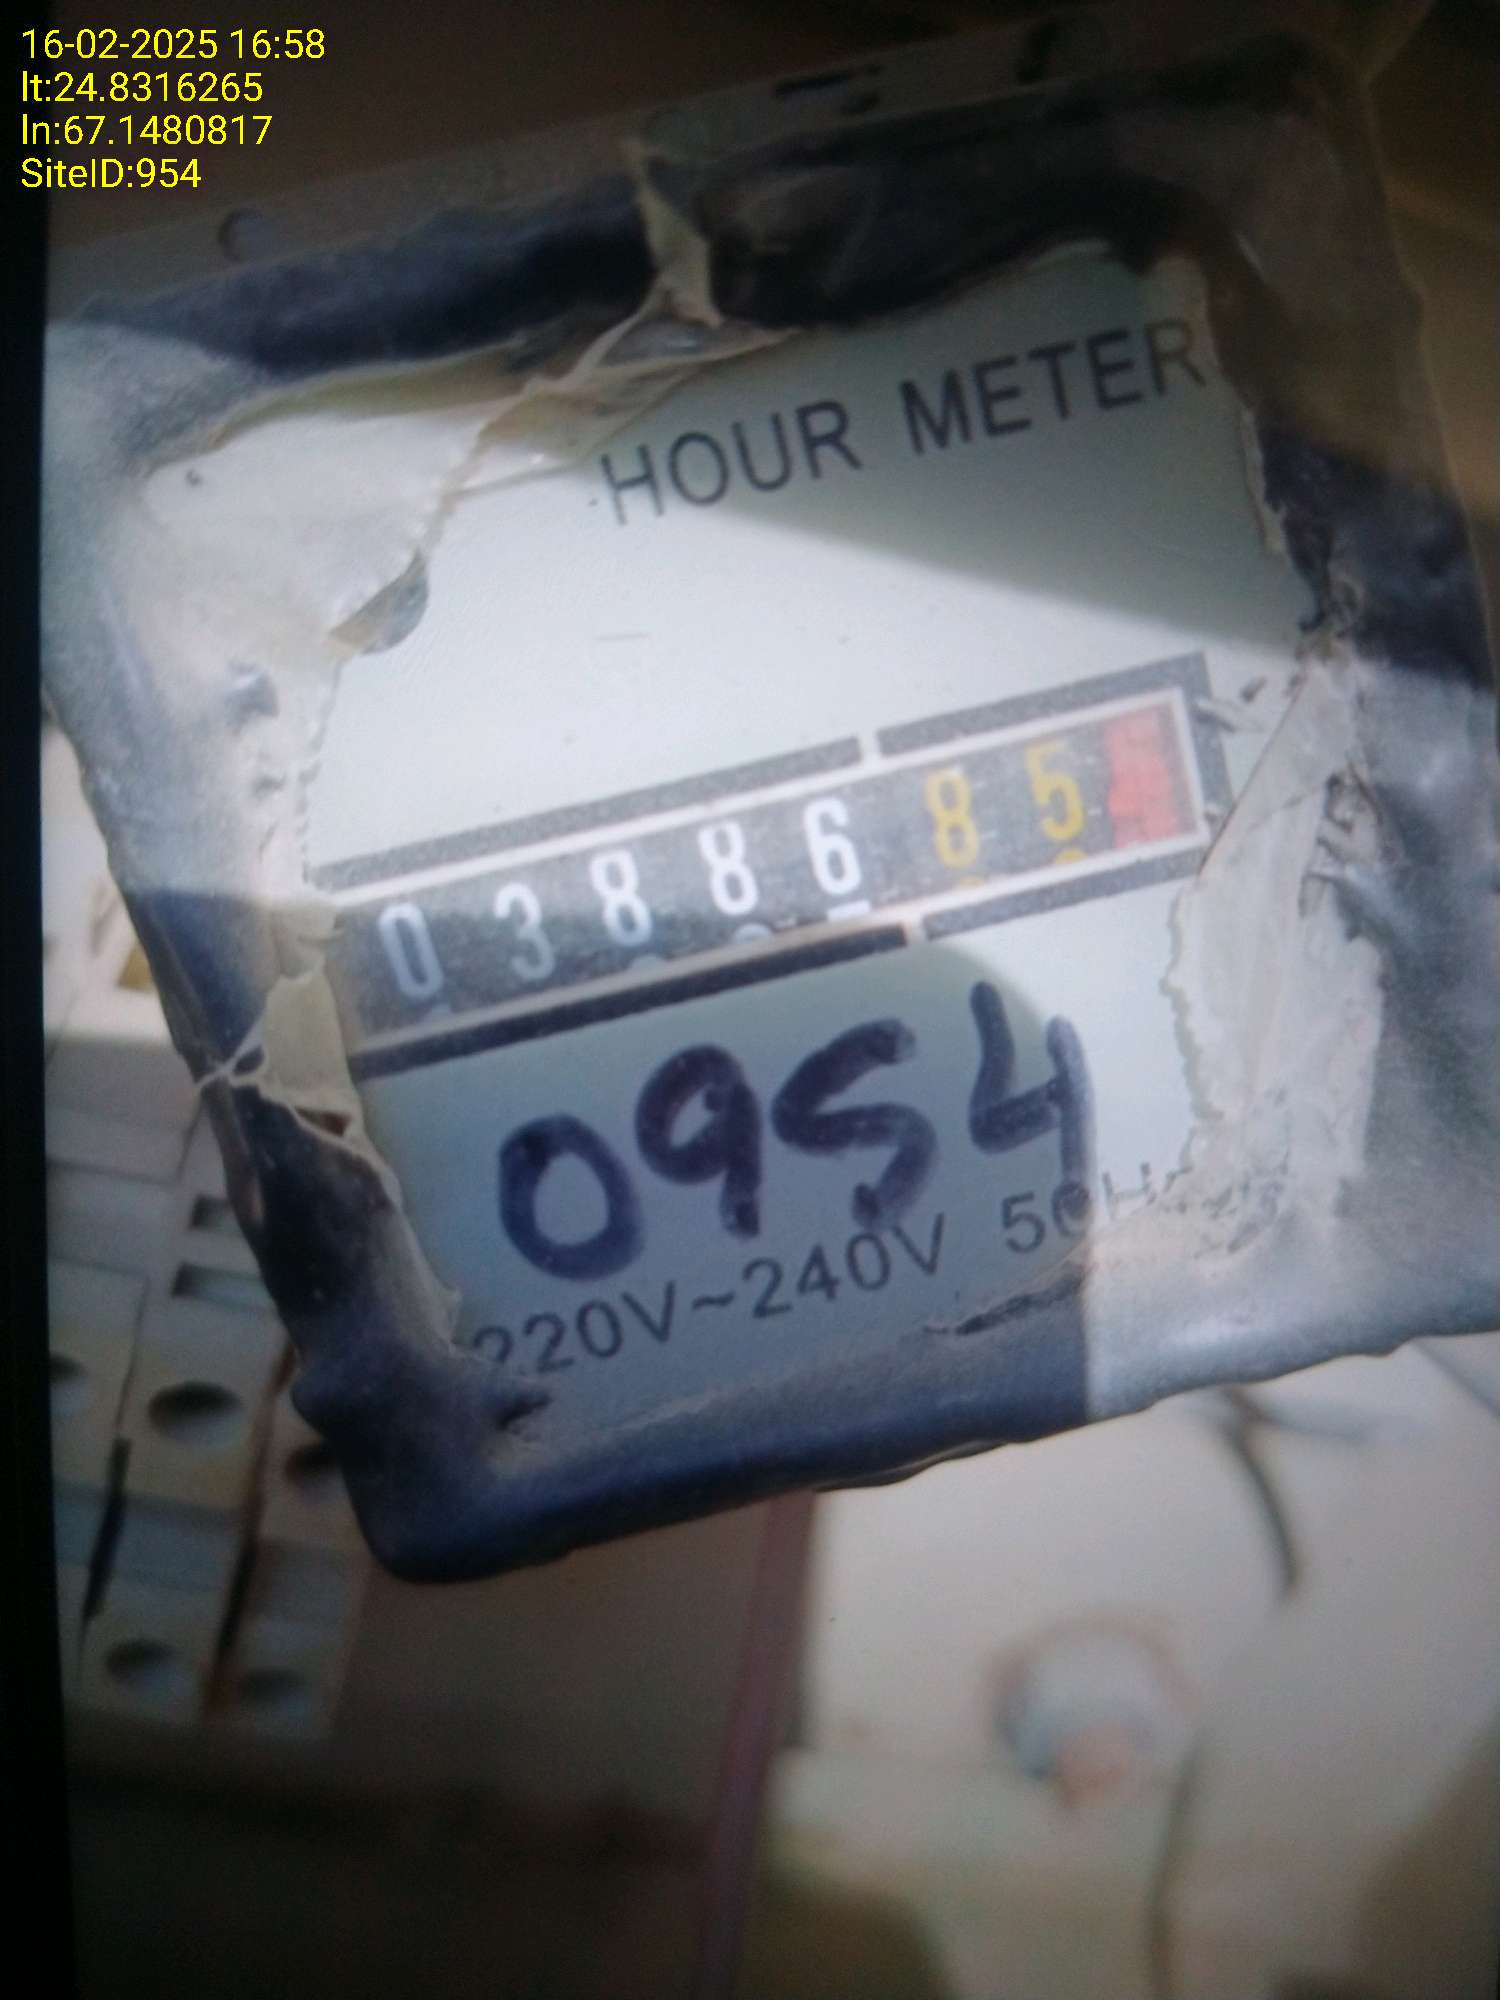 16-02-2025 16:58
lt:24.8316265
ln:67.1480817
SiteID:954
HOUR METER
0 3 8 8 6 8 5
0954
220V~240V 50Hz